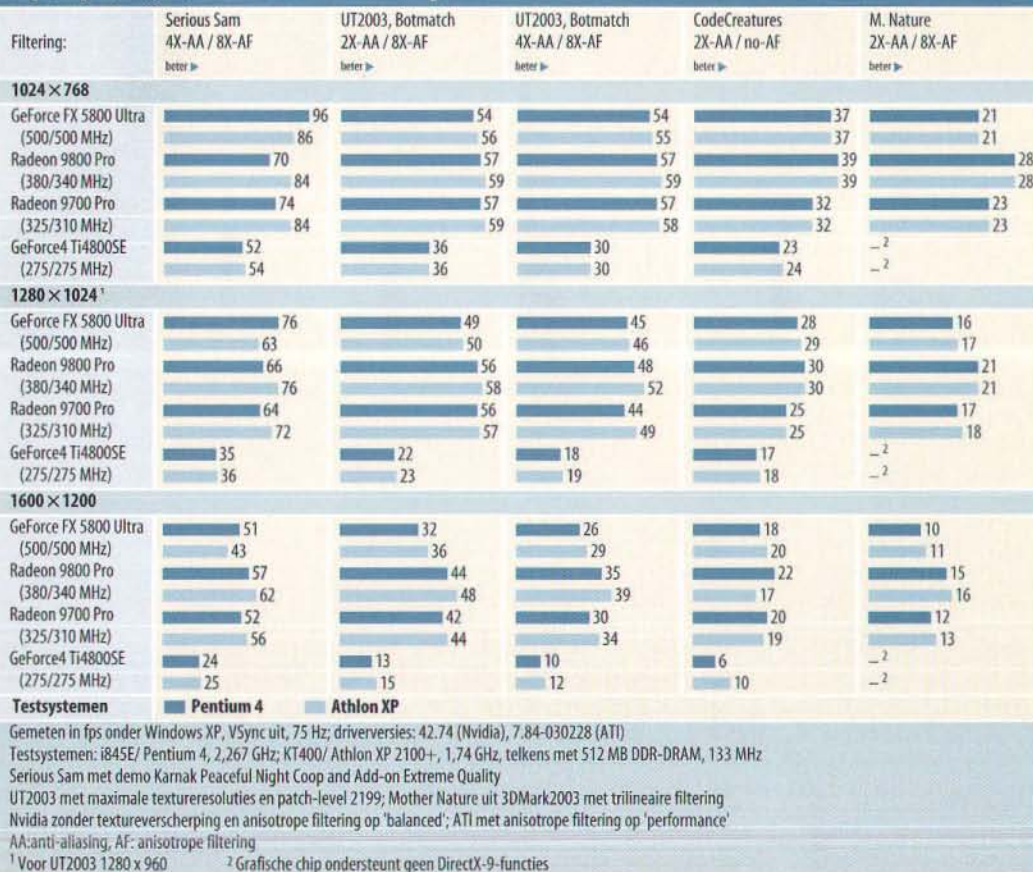 Filtering: Serious Sam 4X-AA / 8X-AF beter ► UT2003, Botmatch 2X-AA / 8X-AF beter ► UT2003, Botmatch 4X-AA / 8X-AF beter ► CodeCreatures 2X-AA / no-AF beter ► M. Nature 2X-AA / 8X-AF beter ►
1024 × 768
GeForce FX 5800 Ultra 96 54 54 37 21
(500/500 MHz) 86 56 55 37 21
Radeon 9800 Pro 70 57 57 39 28
(380/340 MHz) 84 59 59 39 28
Radeon 9700 Pro 74 57 57 32 23
(325/310 MHz) 84 59 58 32 23
GeForce4 Ti4800SE 52 36 30 23 – ²
(275/275 MHz) 54 36 30 24 – ²
1280 × 1024 ¹
GeForce FX 5800 Ultra 76 49 45 28 16
(500/500 MHz) 63 50 46 29 17
Radeon 9800 Pro 66 56 48 30 21
(380/340 MHz) 76 58 52 30 21
Radeon 9700 Pro 64 56 44 25 17
(325/310 MHz) 72 57 49 25 18
GeForce4 Ti4800SE 35 22 18 17 – ²
(275/275 MHz) 36 23 19 18 – ²
1600 × 1200
GeForce FX 5800 Ultra 51 32 26 18 10
(500/500 MHz) 43 36 29 20 11
Radeon 9800 Pro 57 44 35 22 15
(380/340 MHz) 62 48 39 17 16
Radeon 9700 Pro 52 42 30 20 12
(325/310 MHz) 56 44 34 19 13
GeForce4 Ti4800SE 24 13 10 6 – ²
(275/275 MHz) 25 15 12 10 – ²
Testsystemen Pentium 4 Athlon XP
Gemeten in fps onder Windows XP, VSync uit, 75 Hz; driverversies: 42.74 (Nvidia), 7.84-030228 (ATI)
Testsystemen: i845E/ Pentium 4, 2,267 GHz; KT400/ Athlon XP 2100+, 1,74 GHz, telkens met 512 MB DDR-DRAM, 133 MHz
Serious Sam met demo Karnak Peaceful Night Coop and Add-on Extreme Quality
UT2003 met maximale textureresoluties en patch-level 2199; Mother Nature uit 3DMark2003 met trilineaire filtering
Nvidia zonder textureverscherping en anisotrope filtering op 'balanced'; ATI met anisotrope filtering op 'performance'
AA:anti-aliasing, AF: anisotrope filtering
¹ Voor UT2003 1280 x 960 ² Grafische chip ondersteunt geen DirectX-9-functies